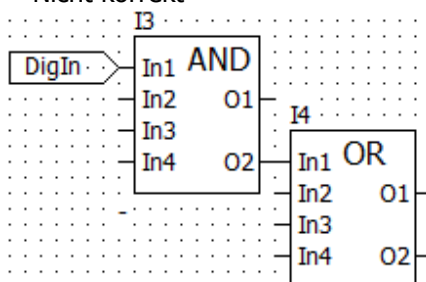 Nicht korrekt
I3
DigIn
In1 AND
In2 O1
In3
In4 O2
I4
In1 OR
In2 O1
In3
In4 O2